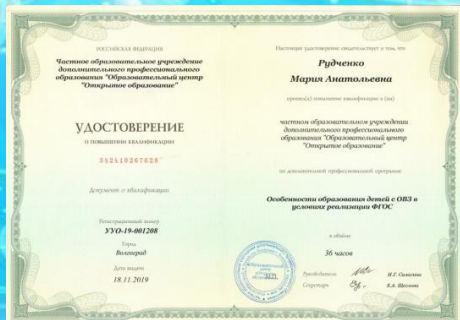 РОССИЙСКАЯ ФЕДЕРАЦИЯ
Частное образовательное учреждение
дополнительного профессионального
образования "Образовательный центр
"Открытое образование"
УДОСТОВЕРЕНИЕ
О ПОВЫШЕНИИ КВАЛИФИКАЦИИ
342410267628
Документ о квалификации
Регистрационный номер
УУО-19-001208
Город
Волгоград
Дата выдачи
18.11.2019
Настоящее удостоверение свидетельствует о том, что
Рудченко
Мария Анатольевна
прошел(а) повышение квалификации в (на)
частном образовательном учреждении
дополнительного профессионального
образования "Образовательный центр
"Открытое образование"
по дополнительной профессиональной программе
Особенности образования детей с ОВЗ в
условиях реализации ФГОС
в объёме
36 часов
Руководитель
Секретарь